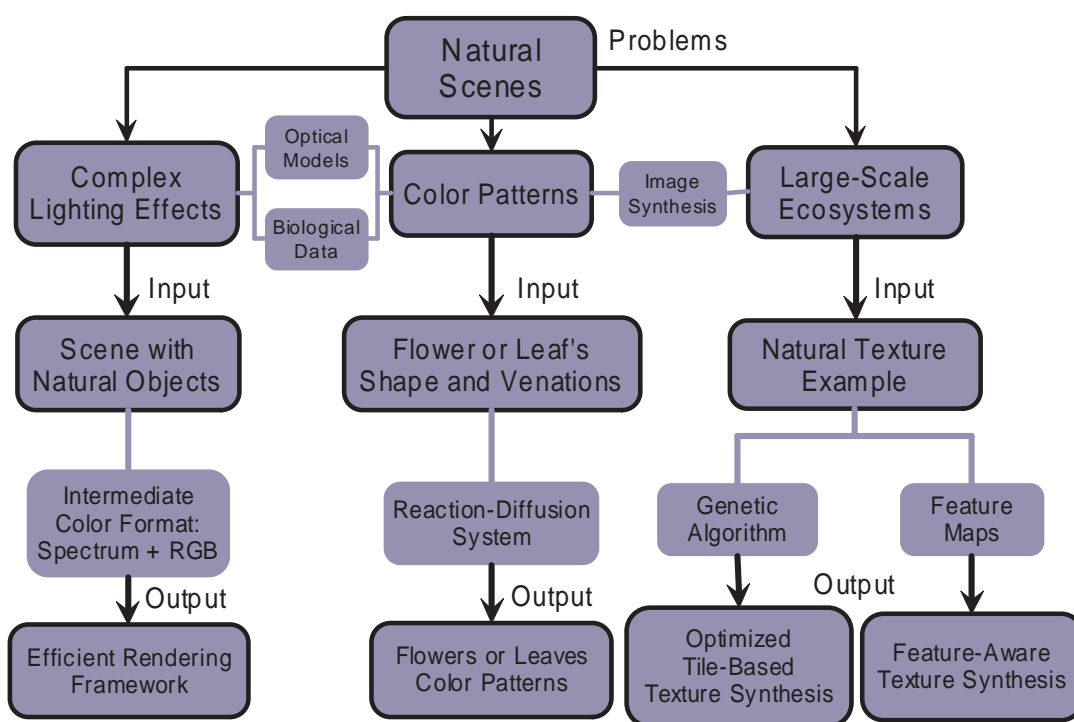 Natural
Scenes
Problems
Complex
Lighting Effects
Optical
Models
Biological
Data
Color Patterns
Image
Synthesis
Large-Scale
Ecosystems
Input
Input
Input
Scene with
Natural Objects
Flower or Leaf's
Shape and Venations
Natural Texture
Example
Intermediate
Color Format:
Spectrum + RGB
Reaction-Diffusion
System
Genetic
Algorithm
Feature
Maps
Output
Output
Output
Efficient Rendering
Framework
Flowers or Leaves
Color Patterns
Optimized
Tile-Based
Texture Synthesis
Feature-Aware
Texture Synthesis